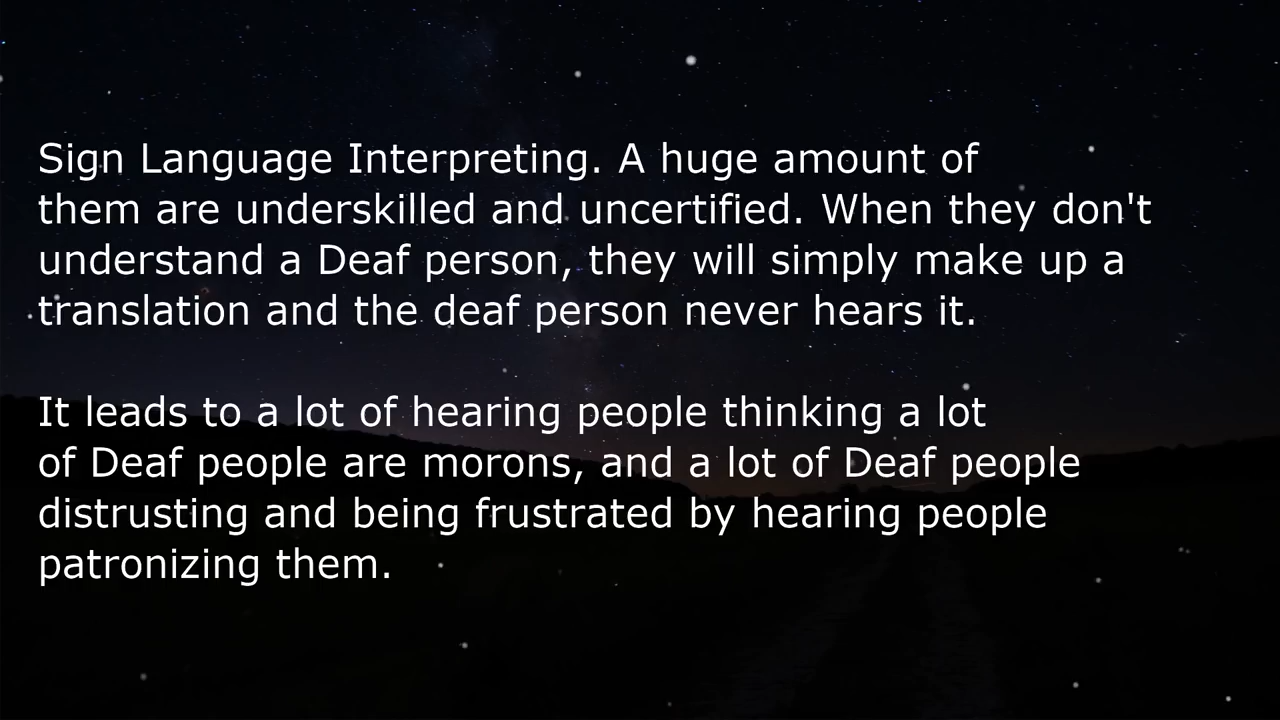 Sign Language Interpreting. A huge amount of
them are underskilled and uncertified. When they don't
understand a Deaf person, they will simply make up a
translation and the deaf person never hears it.
It leads to a lot of hearing people thinking a lot
of Deaf people are morons, and a lot of Deaf people
distrusting and being frustrated by hearing people
patronizing them.